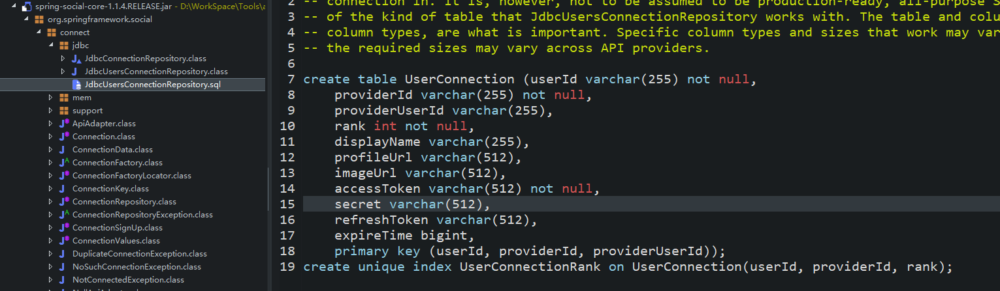 spring-social-core-1.1.4.RELEASE.jar - D:\WorkSpace\Tools\
org.springframework.social
connect
jdbc
JdbcConnectionRepository.class
JdbcUsersConnectionRepository.class
JdbcUsersConnectionRepository.sql
mem
support
ApiAdapter.class
Connection.class
ConnectionData.class
ConnectionFactory.class
ConnectionFactoryLocator.class
ConnectionKey.class
ConnectionRepository.class
ConnectionRepositoryException.class
ConnectionSignUp.class
ConnectionValues.class
DuplicateConnectionException.class
NoSuchConnectionException.class
NotConnectedException.class
2 -- connection in. It is, however, not to be assumed to be production-ready, all-purpose S
3 -- of the kind of table that JdbcUsersConnectionRepository works with. The table and colu
4 -- column types, are what is important. Specific column types and sizes that work may var
5 -- the required sizes may vary across API providers.
6
7 create table UserConnection (userId varchar(255) not null,
8 providerId varchar(255) not null,
9 providerUserId varchar(255),
10 rank int not null,
11 displayName varchar(255),
12 profileUrl varchar(512),
13 imageUrl varchar(512),
14 accessToken varchar(512) not null,
15 secret varchar(512),
16 refreshToken varchar(512),
17 expireTime bigint,
18 primary key (userId, providerId, providerUserId));
19 create unique index UserConnectionRank on UserConnection(userId, providerId, rank);